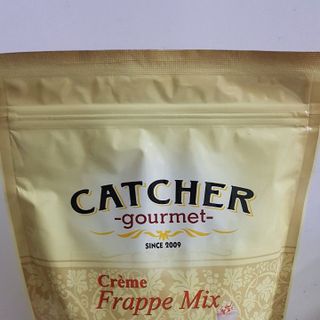 CATCHER
-gourmet-
SINCE 2009
Crème
Frappe Mix